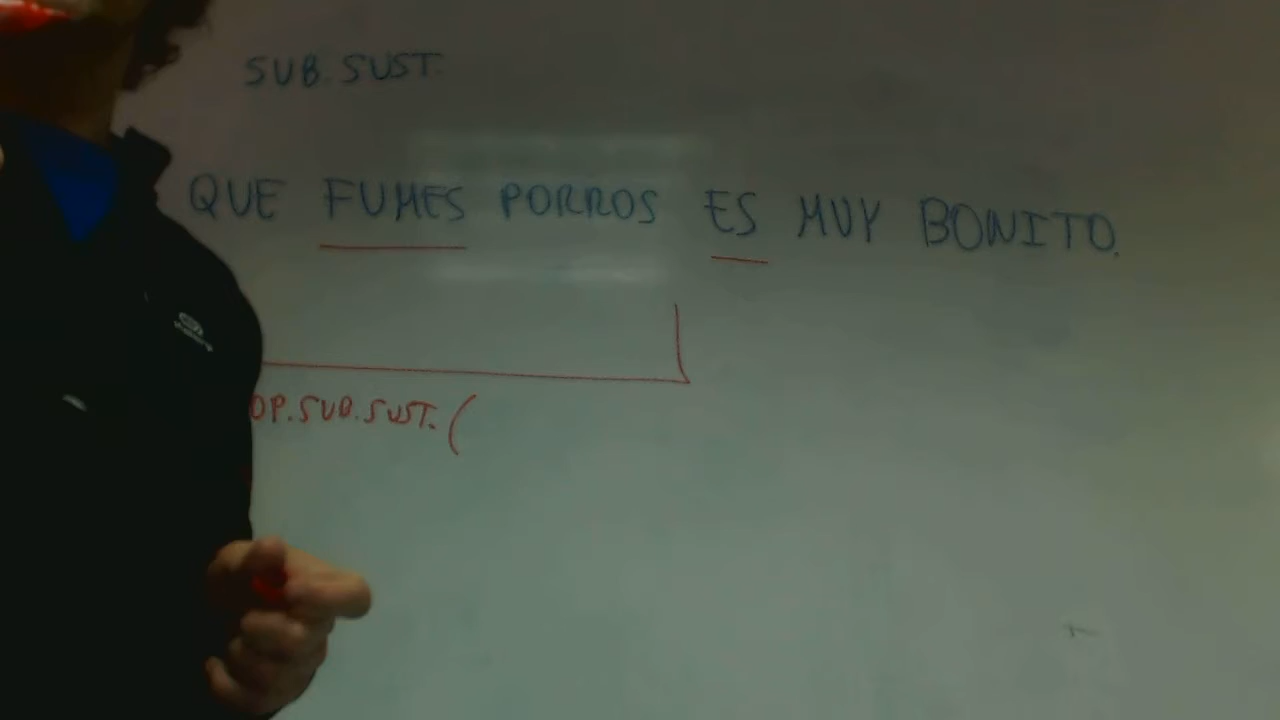 SUB. SUST.
QUE FUMES PORROS ES MUY BONITO.
OP. SUB. SUST. (